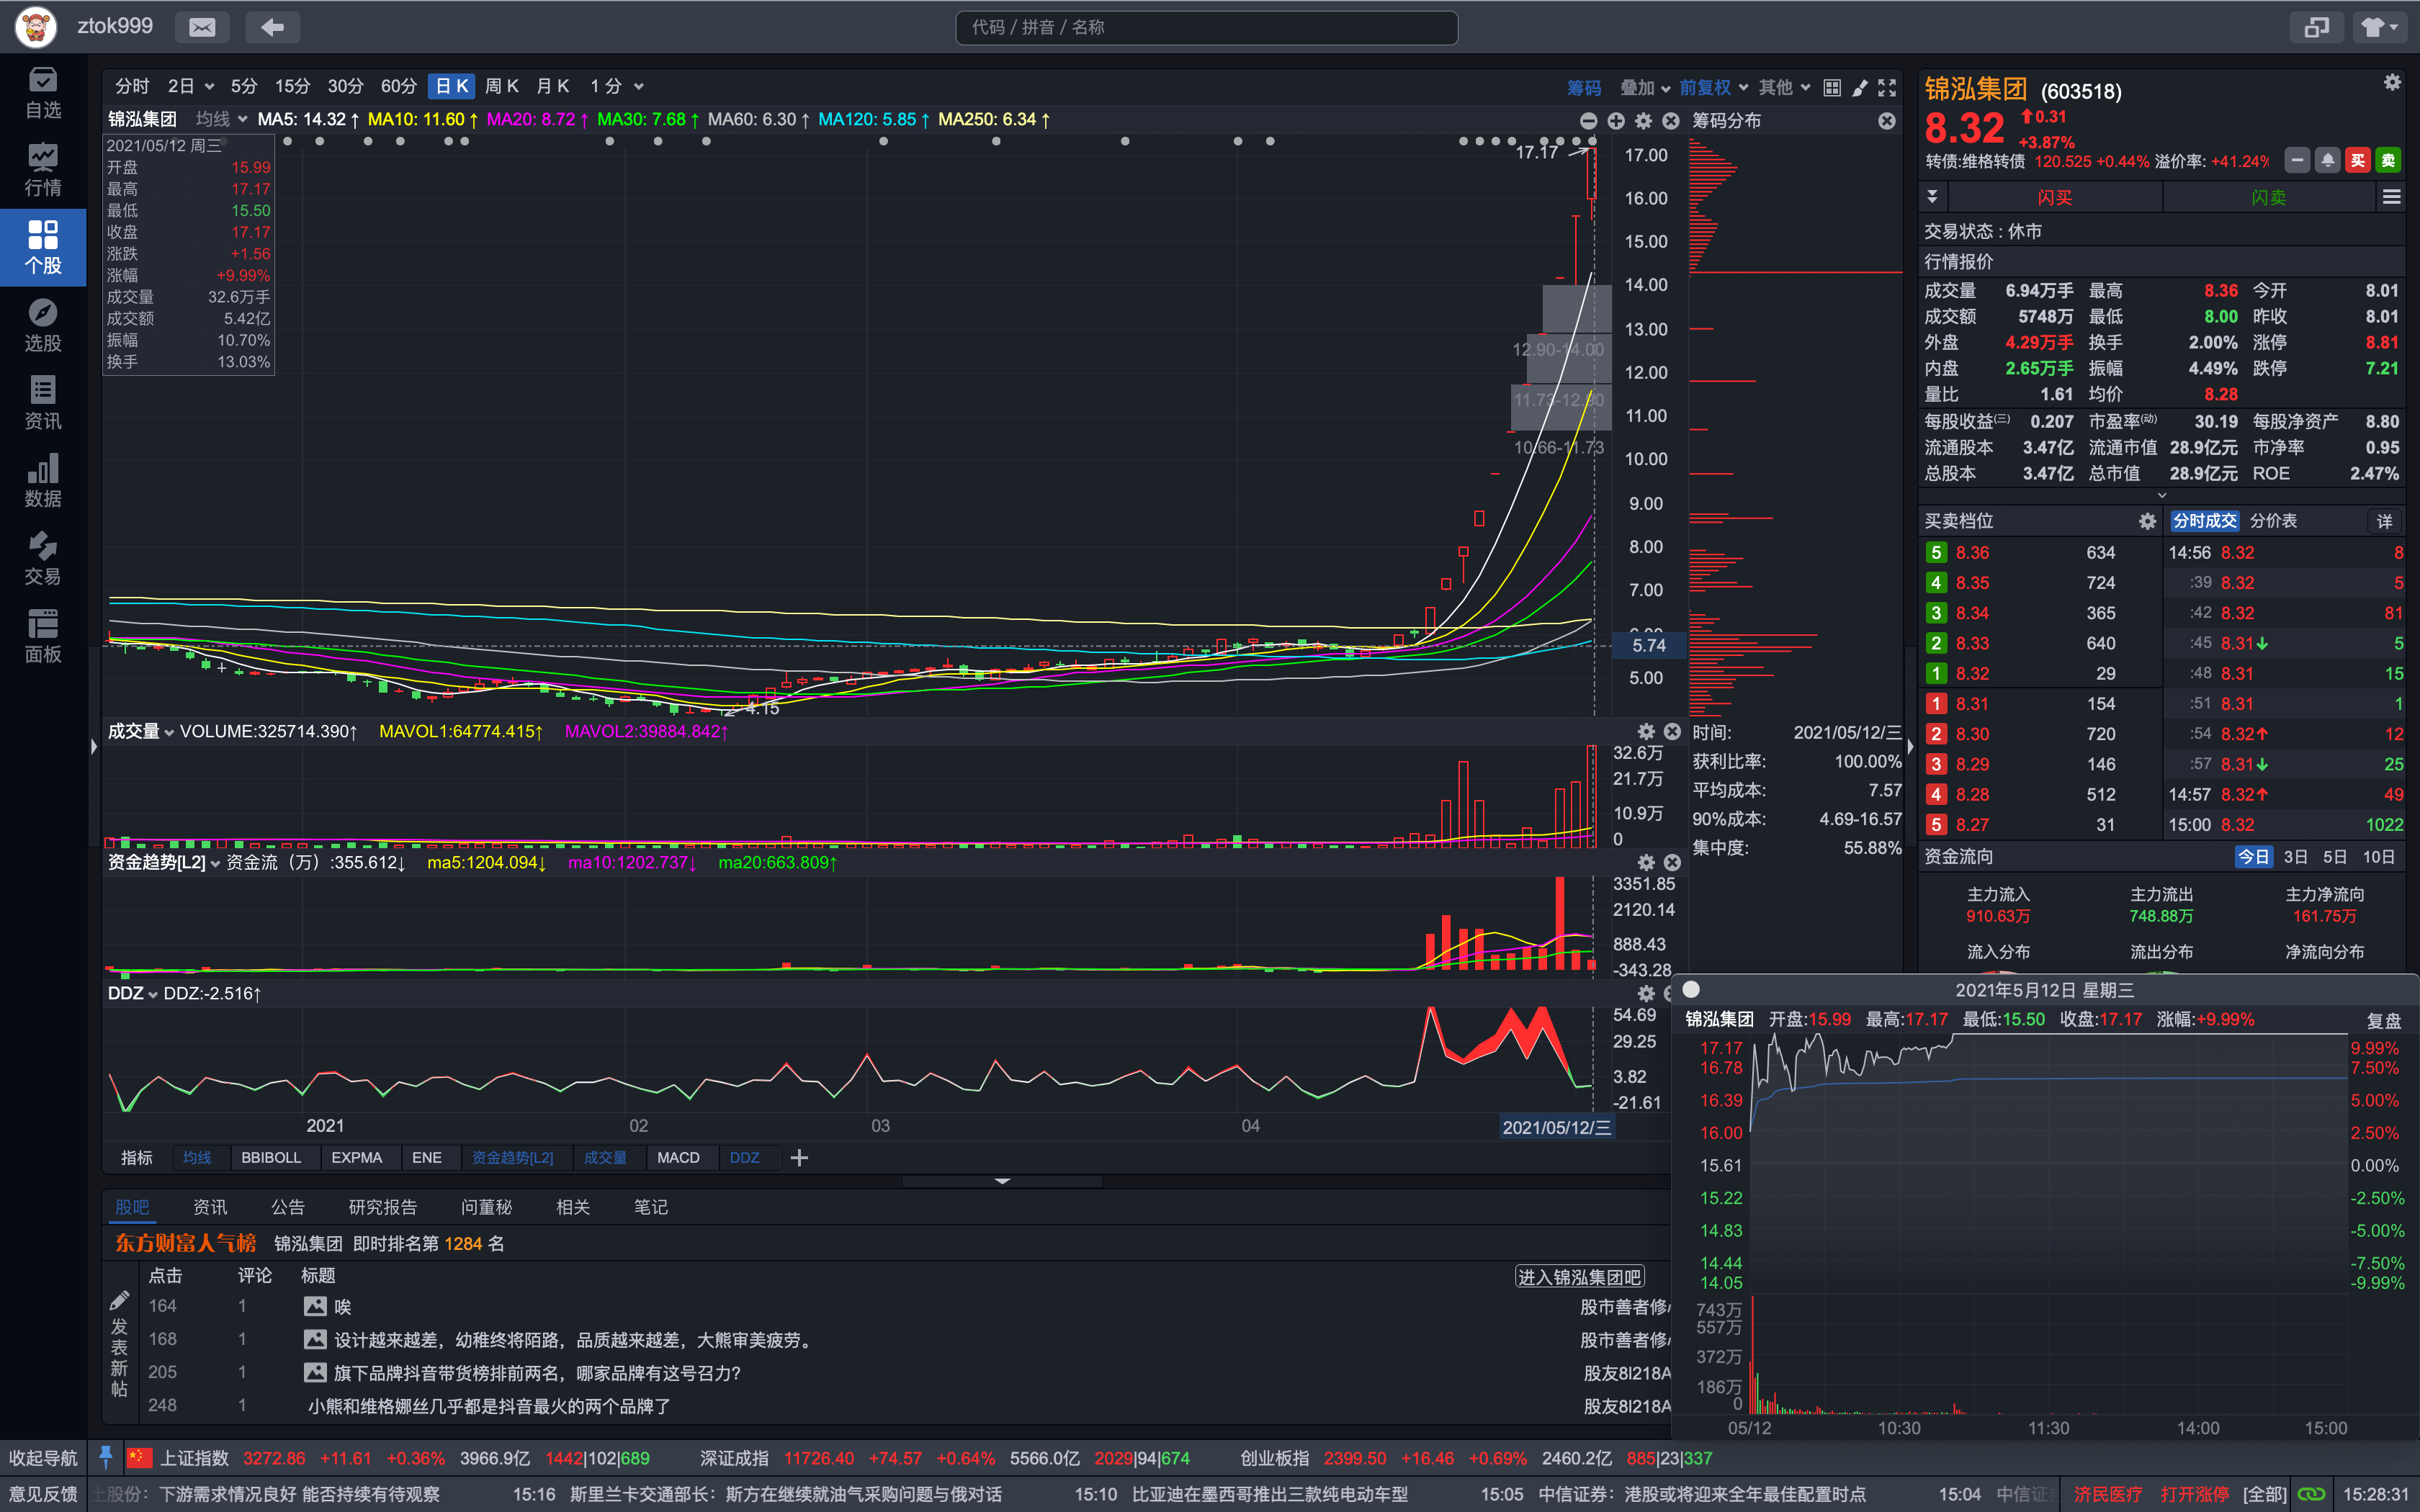 ztok999
代码 / 拼音 / 名称
自选
行情
个股
选股
资讯
数据
交易
面板
分时 2日 5分 15分 30分 60分 日K 周K 月K 1分 筹码 叠加 前复权 其他
锦泓集团 均线 MA5: 14.32↑ MA10: 11.60↑ MA20: 8.72↑ MA30: 7.68↑ MA60: 6.30↑ MA120: 5.85↑ MA250: 6.34↑
2021/05/12 周三
开盘 15.99
最高 17.17
最低 15.50
收盘 17.17
涨跌 +1.56
涨幅 +9.99%
成交量 32.6万手
成交额 5.42亿
振幅 10.70%
换手 13.03%
17.17
12.90-14.00
11.73-12.90
10.66-11.73
4.15
17.00
16.00
15.00
14.00
13.00
12.00
11.00
10.00
9.00
8.00
7.00
5.74
5.00
筹码分布
时间: 2021/05/12/三
获利比率: 100.00%
平均成本: 7.57
90%成本: 4.69-16.57
集中度: 55.88%
成交量 VOLUME:325714.390↑ MAVOL1:64774.415↑ MAVOL2:39884.842↑
32.6万
21.7万
10.9万
0
资金趋势[L2] 资金流（万）:355.612↓ ma5:1204.094↓ ma10:1202.737↓ ma20:663.809↑
3351.85
2120.14
888.43
-343.28
DDZ DDZ:-2.516↑
54.69
29.25
3.82
-21.61
2021 02 03 04 2021/05/12/三
指标 均线 BBIBOLL EXPMA ENE 资金趋势[L2] 成交量 MACD DDZ
股吧 资讯 公告 研究报告 问董秘 相关 笔记
东方财富人气榜 锦泓集团 即时排名第 1284 名
点击 评论 标题 进入锦泓集团吧
发表新帖
164 1 唉 股市善者修
168 1 设计越来越差，幼稚终将陌路，品质越来越差，大熊审美疲劳。 股市善者修
205 1 旗下品牌抖音带货榜排前两名，哪家品牌有这号召力？ 股友8I218A
248 1 小熊和维格娜丝几乎都是抖音最火的两个品牌了 股友8I218A
锦泓集团 (603518)
8.32 0.31
+3.87%
转债:维格转债 120.525 +0.44% 溢价率: +41.24% 买 卖
闪买 闪卖
交易状态 : 休市
行情报价
成交量 6.94万手 最高 8.36 今开 8.01
成交额 5748万 最低 8.00 昨收 8.01
外盘 4.29万手 换手 2.00% 涨停 8.81
内盘 2.65万手 振幅 4.49% 跌停 7.21
量比 1.61 均价 8.28
每股收益(三) 0.207 市盈率(动) 30.19 每股净资产 8.80
流通股本 3.47亿 流通市值 28.9亿元 市净率 0.95
总股本 3.47亿 总市值 28.9亿元 ROE 2.47%
买卖档位
5 8.36 634
4 8.35 724
3 8.34 365
2 8.33 640
1 8.32 29
1 8.31 154
2 8.30 720
3 8.29 146
4 8.28 512
5 8.27 31
分时成交 分价表 详
14:56 8.32 8
:39 8.32 5
:42 8.32 81
:45 8.31↓ 5
:48 8.31 15
:51 8.31 1
:54 8.32↑ 12
:57 8.31↓ 25
14:57 8.32↑ 49
15:00 8.32 1022
资金流向 今日 3日 5日 10日
主力流入 主力流出 主力净流向
910.63万 748.88万 161.75万
流入分布 流出分布 净流向分布
2021年5月12日 星期三
锦泓集团 开盘:15.99 最高:17.17 最低:15.50 收盘:17.17 涨幅:+9.99% 复盘
17.17 9.99%
16.78 7.50%
16.39 5.00%
16.00 2.50%
15.61 0.00%
15.22 -2.50%
14.83 -5.00%
14.44 -7.50%
14.05 -9.99%
743万
557万
372万
186万
0
05/12 10:30 11:30 14:00 15:00
收起导航 上证指数 3272.86 +11.61 +0.36% 3966.9亿 1442|102|689 深证成指 11726.40 +74.57 +0.64% 5566.0亿 2029|94|674 创业板指 2399.50 +16.46 +0.69% 2460.2亿 885|23|337
意见反馈 土股份：下游需求情况良好 能否持续有待观察 15:16 斯里兰卡交通部长：斯方在继续就油气采购问题与俄对话 15:10 比亚迪在墨西哥推出三款纯电动车型 15:05 中信证券：港股或将迎来全年最佳配置时点 15:04 中信证 济民医疗 打开涨停 [全部] 15:28:31